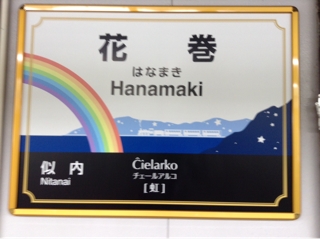 花巻
はなまき
Hanamaki
似内
Nitanai
Ĉielarko
チェールアルコ
[虹]